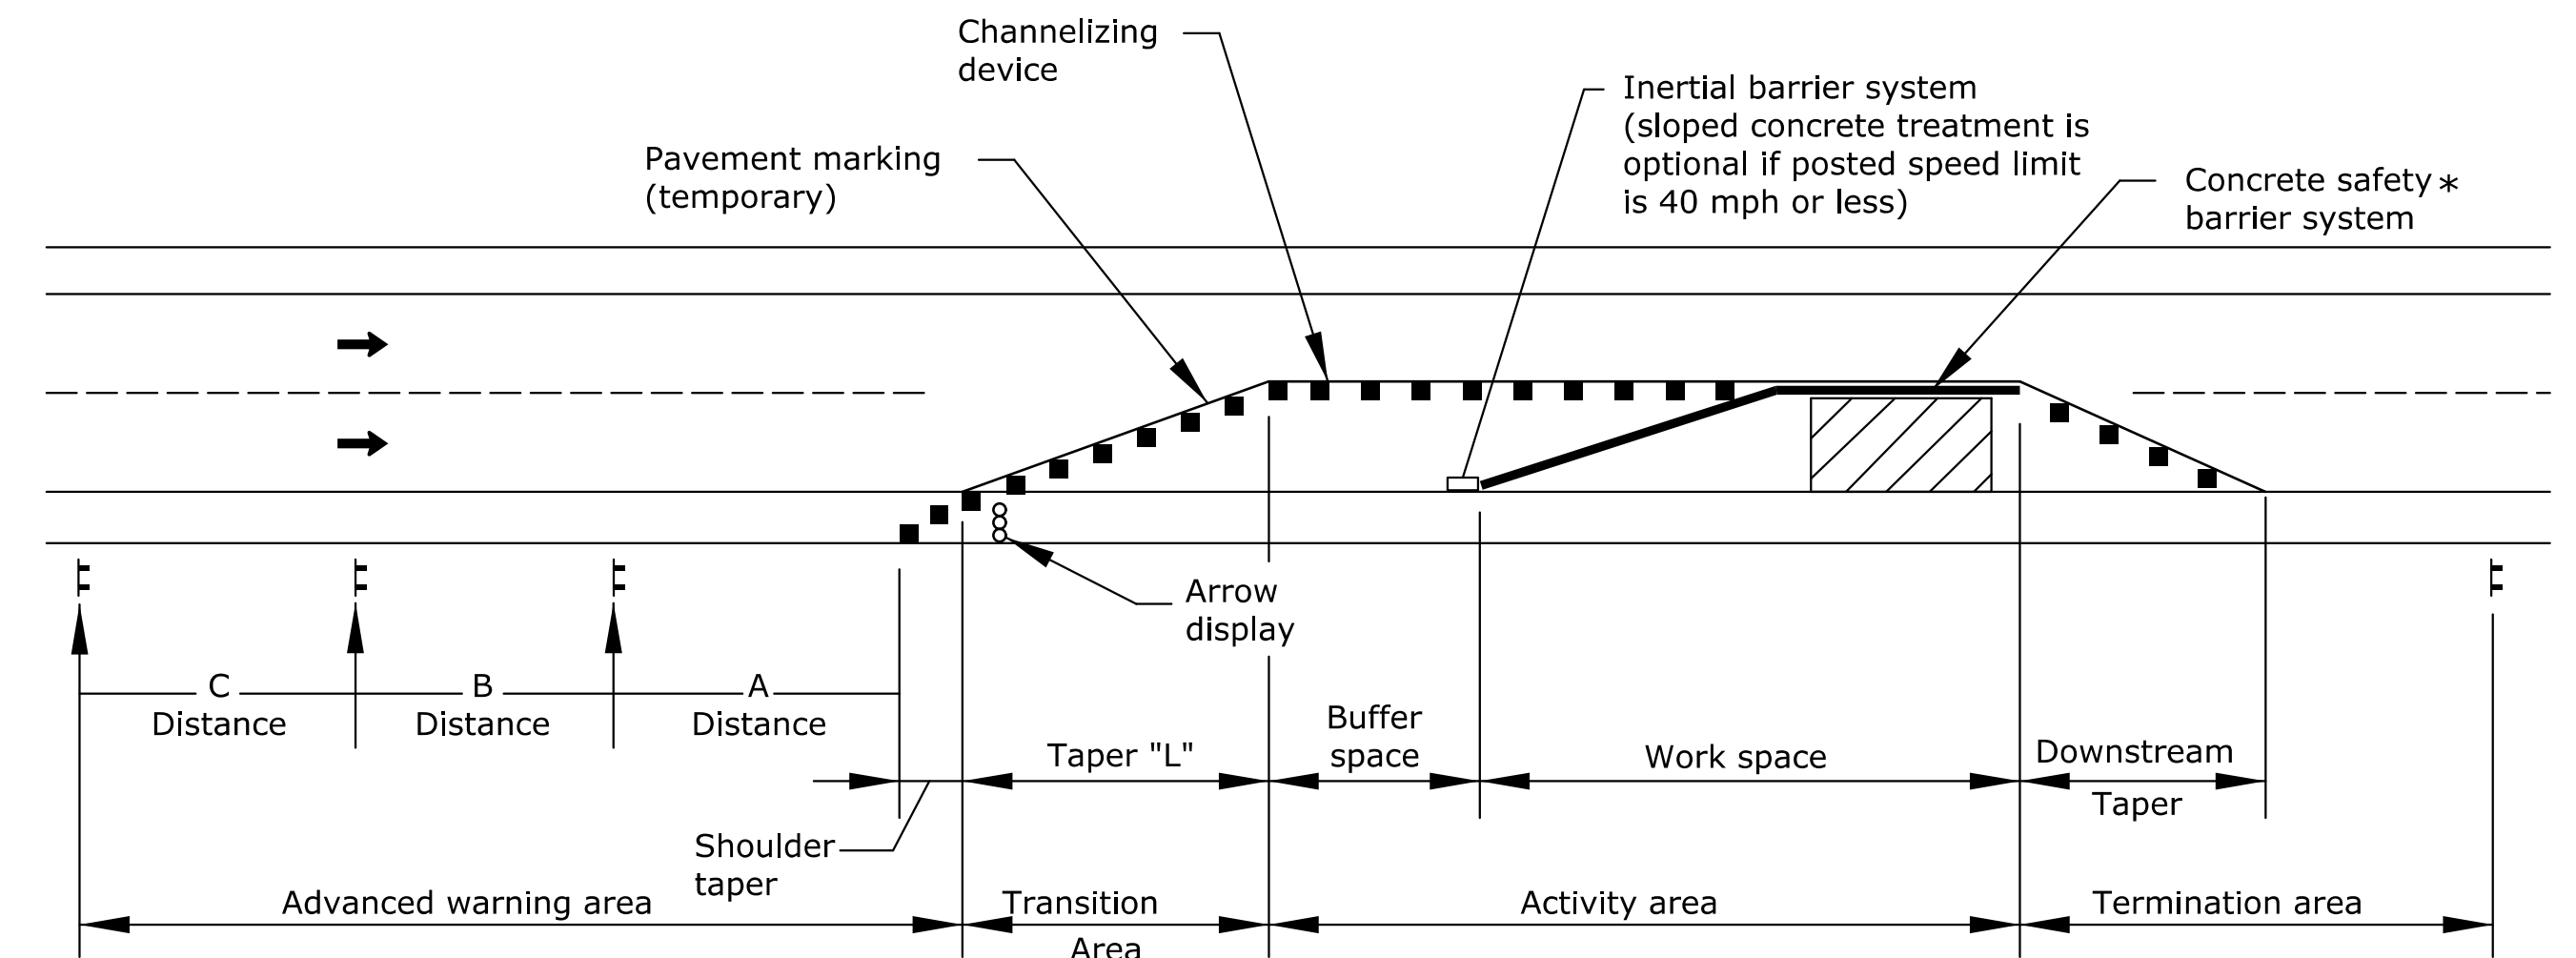 Channelizing
device
Inertial barrier system
(sloped concrete treatment is
optional if posted speed limit
is 40 mph or less)
Pavement marking
(temporary)
Concrete safety *
barrier system
Arrow
display
C
Distance
B
Distance
A
Distance
Buffer
space
Taper "L"
Work space
Downstream
Taper
Shoulder
taper
Advanced warning area
Transition
Area
Activity area
Termination area